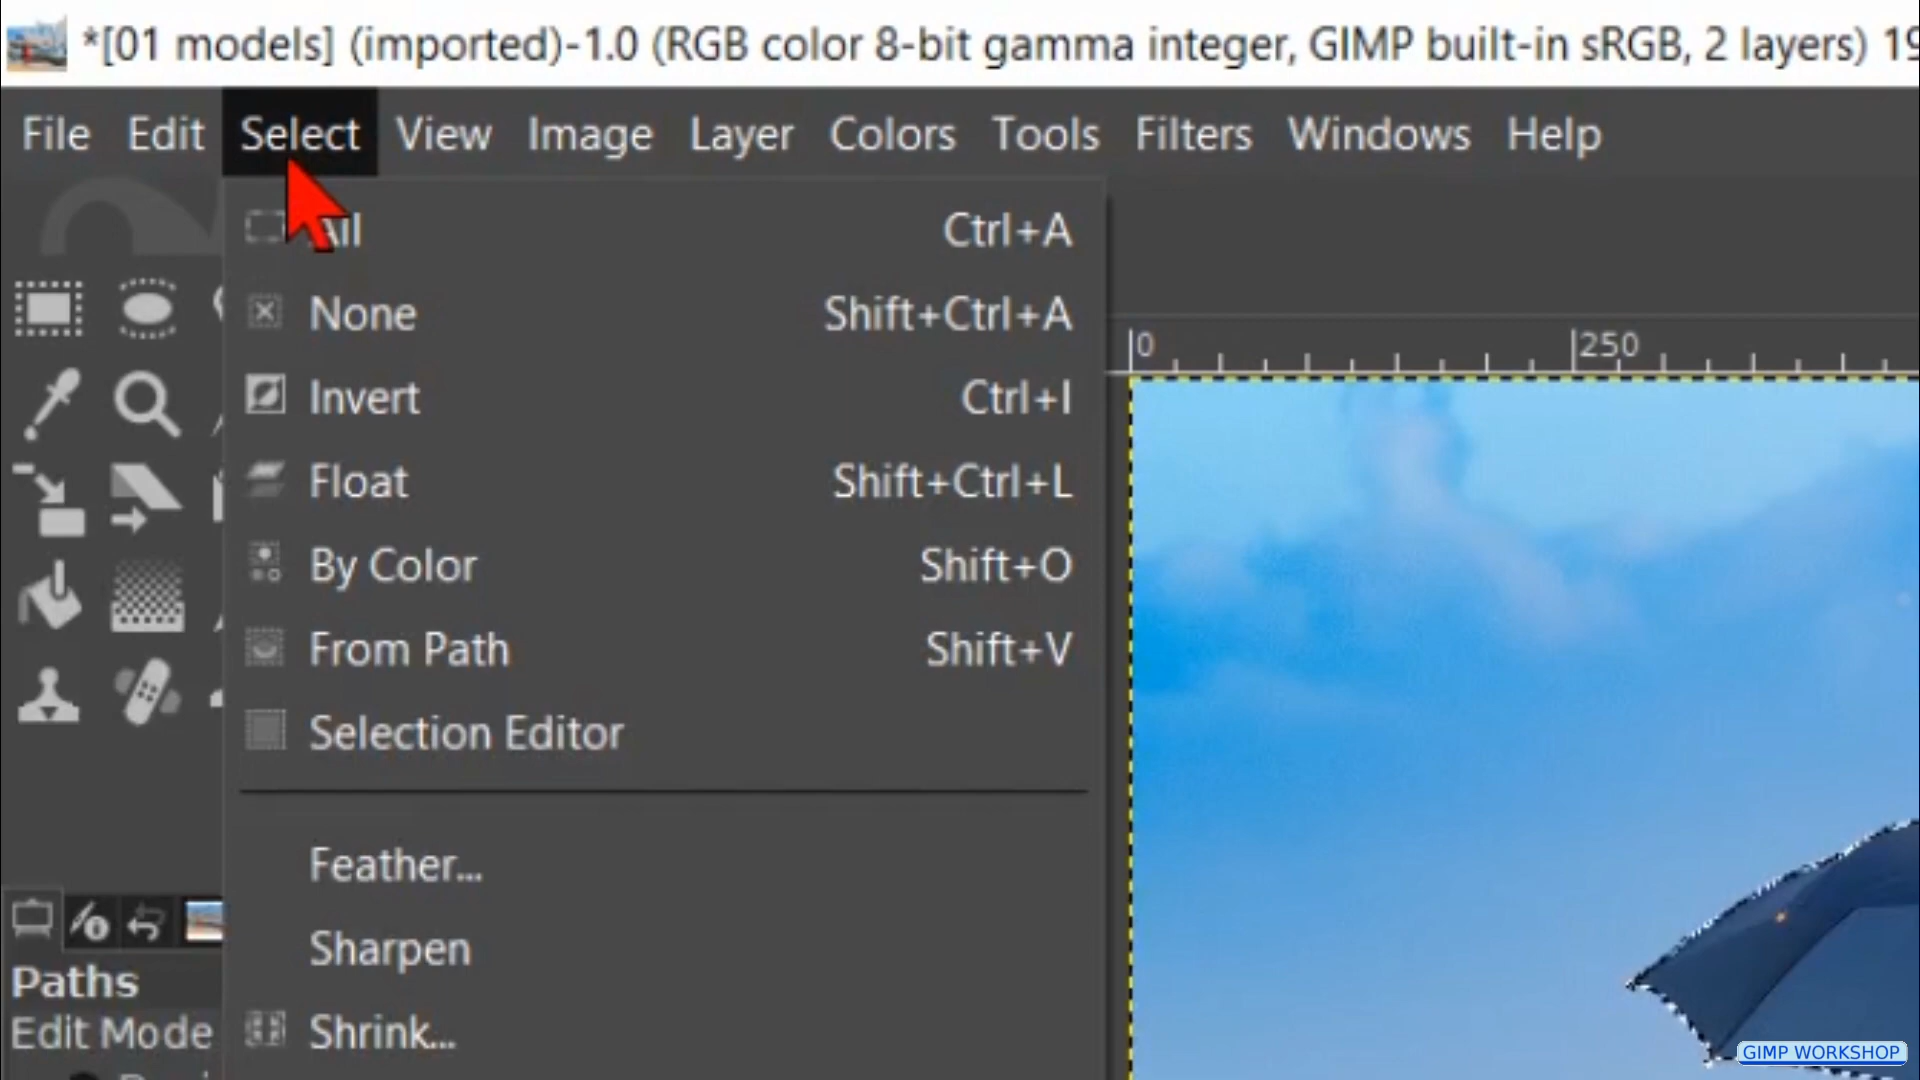 *[01 models] (imported)-1.0 (RGB color 8-bit gamma integer, GIMP built-in sRGB, 2 layers) 19
File Edit Select View Image Layer Colors Tools Filters Windows Help
All Ctrl+A
None Shift+Ctrl+A
Invert Ctrl+I
Float Shift+Ctrl+L
By Color Shift+O
From Path Shift+V
Selection Editor
Feather...
Sharpen
Shrink...
0 250
Paths
Edit Mode
GIMP WORKSHOP